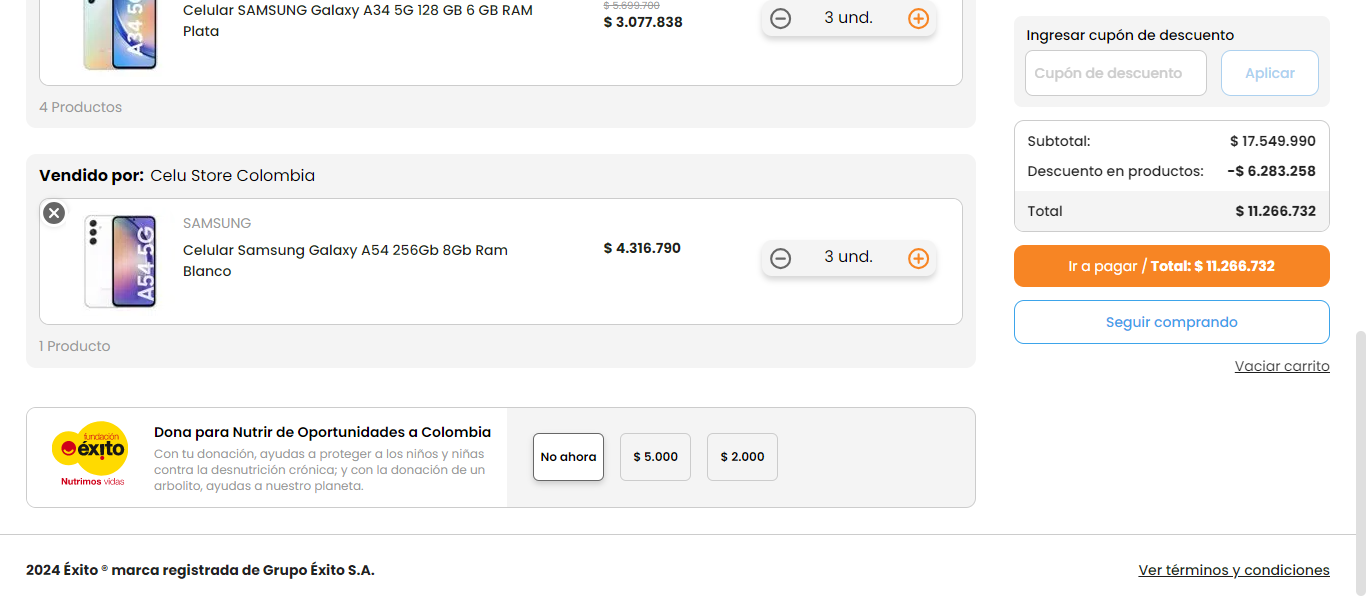 Celular SAMSUNG Galaxy A34 5G 128 GB 6 GB RAM
Plata
$ 5.699.700
$ 3.077.838
3 und.
A34 5G
4 Productos
Vendido por: Celu Store Colombia
SAMSUNG
Celular Samsung Galaxy A54 256Gb 8Gb Ram
Blanco
A54 5G
$ 4.316.790
3 und.
1 Producto
fundación
éxito
Nutrimos vidas
Dona para Nutrir de Oportunidades a Colombia
Con tu donación, ayudas a proteger a los niños y niñas
contra la desnutrición crónica; y con la donación de un
arbolito, ayudas a nuestro planeta.
No ahora
$ 5.000
$ 2.000
Ingresar cupón de descuento
Cupón de descuento
Aplicar
Subtotal: $ 17.549.990
Descuento en productos: -$ 6.283.258
Total $ 11.266.732
Ir a pagar / Total: $ 11.266.732
Seguir comprando
Vaciar carrito
2024 Éxito ® marca registrada de Grupo Éxito S.A.
Ver términos y condiciones